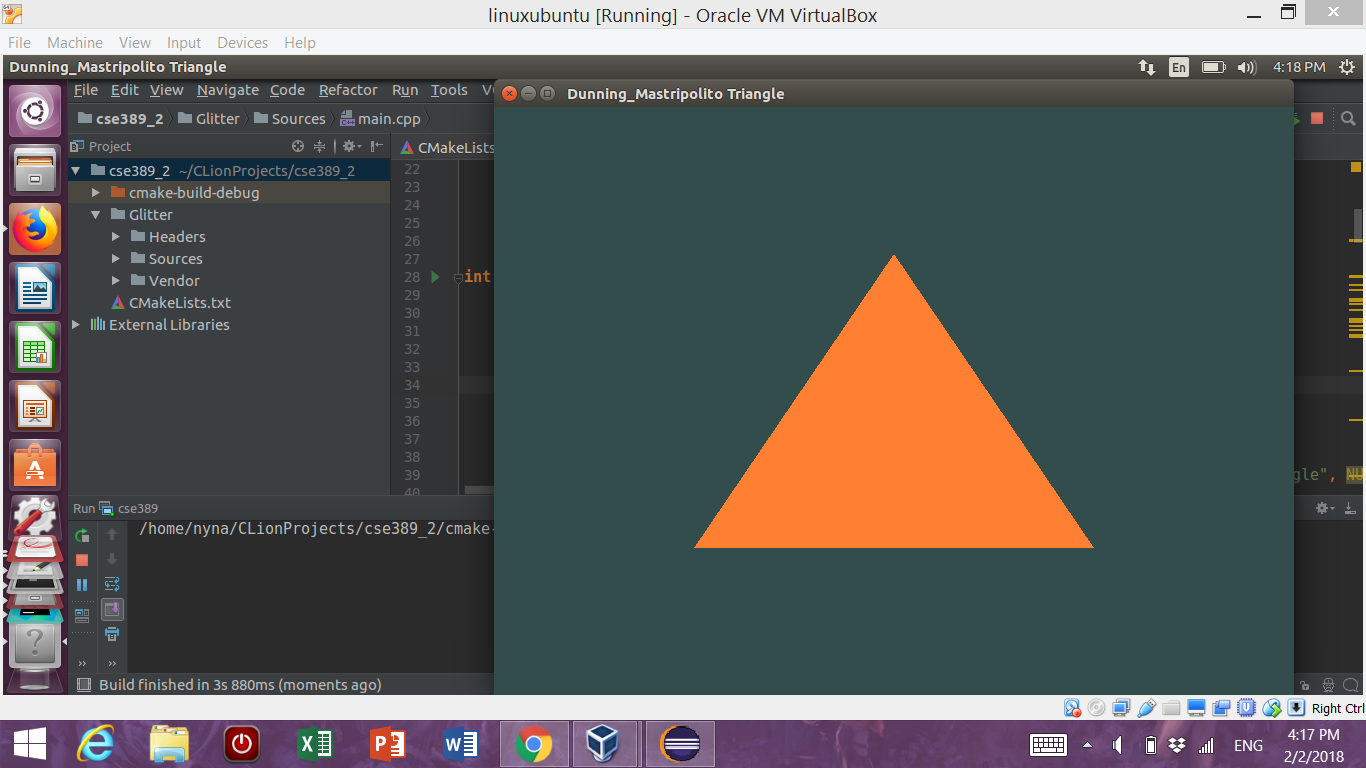 linuxubuntu [Running] - Oracle VM VirtualBox
File Machine View Input Devices Help
Dunning_Mastripolito Triangle En 4:18 PM
File Edit View Navigate Code Refactor Run Tools
Dunning_Mastripolito Triangle
cse389_2 Glitter Sources main.cpp
Project
CMakeLists
cse389_2 ~/CLionProjects/cse389_2
cmake-build-debug
Glitter
Headers
Sources
Vendor
CMakeLists.txt
External Libraries
22
23
24
25
26
27
28 int
29
30
31
32
33
34
35
36
37
38
39 gle", NU
40
Run cse389
/home/nyna/CLionProjects/cse389_2/cmake-
Build finished in 3s 880ms (moments ago)
Right Ctrl
ENG
4:17 PM
2/2/2018